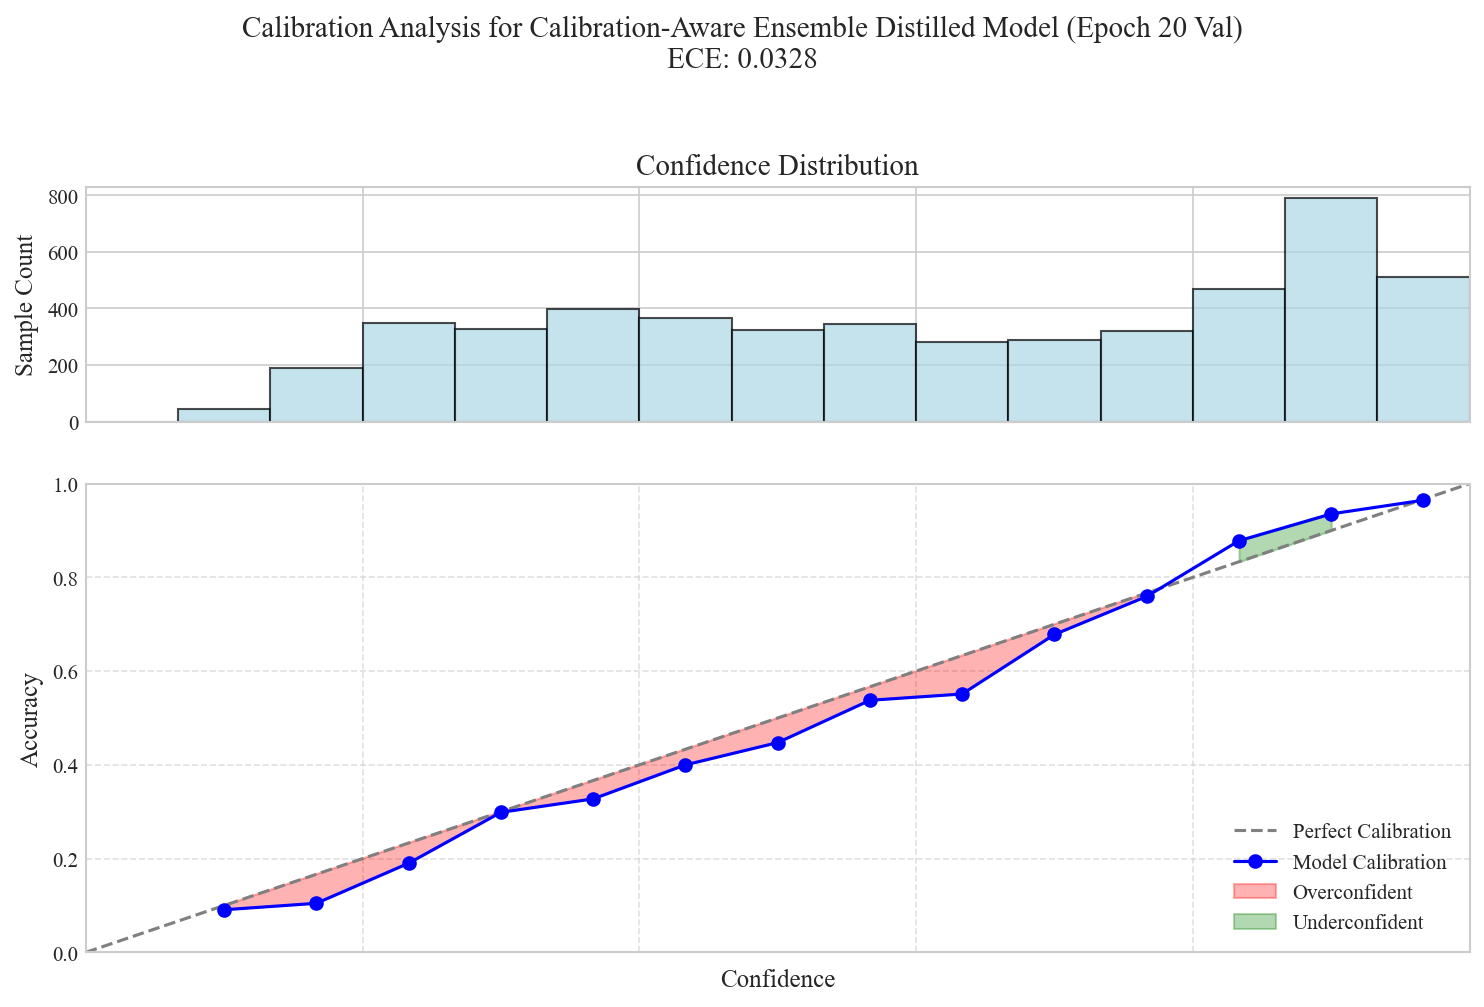 Calibration Analysis for Calibration-Aware Ensemble Distilled Model (Epoch 20 Val)
ECE: 0.0328
Confidence Distribution
Sample Count
800
600
400
200
0
Accuracy
1.0
0.8
0.6
0.4
0.2
0.0
Perfect Calibration
Model Calibration
Overconfident
Underconfident
Confidence